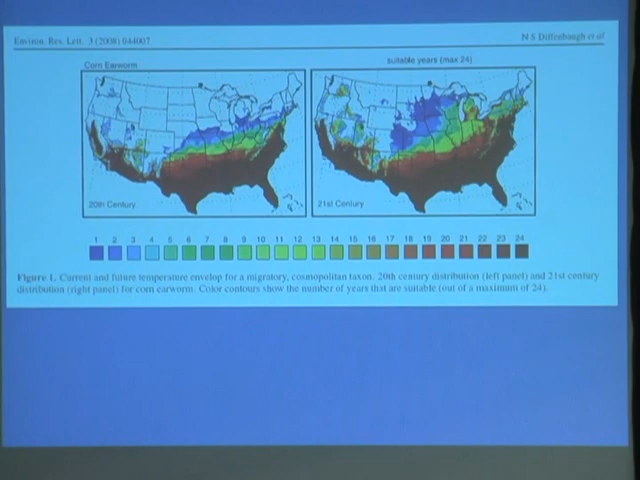 Environ. Res. Lett. 3 (2008) 044007
N S Diffenbaugh et al
Corn Earworm
suitable years (max 24)
20th Century
21st Century
1 2 3 4 5 6 7 8 9 10 11 12 13 14 15 16 17 18 19 20 21 22 23 24
Figure 1. Current and future temperature envelop for a migratory, cosmopolitan taxon. 20th century distribution (left panel) and 21st century
distribution (right panel) for corn earworm. Color contours show the number of years that are suitable (out of a maximum of 24).